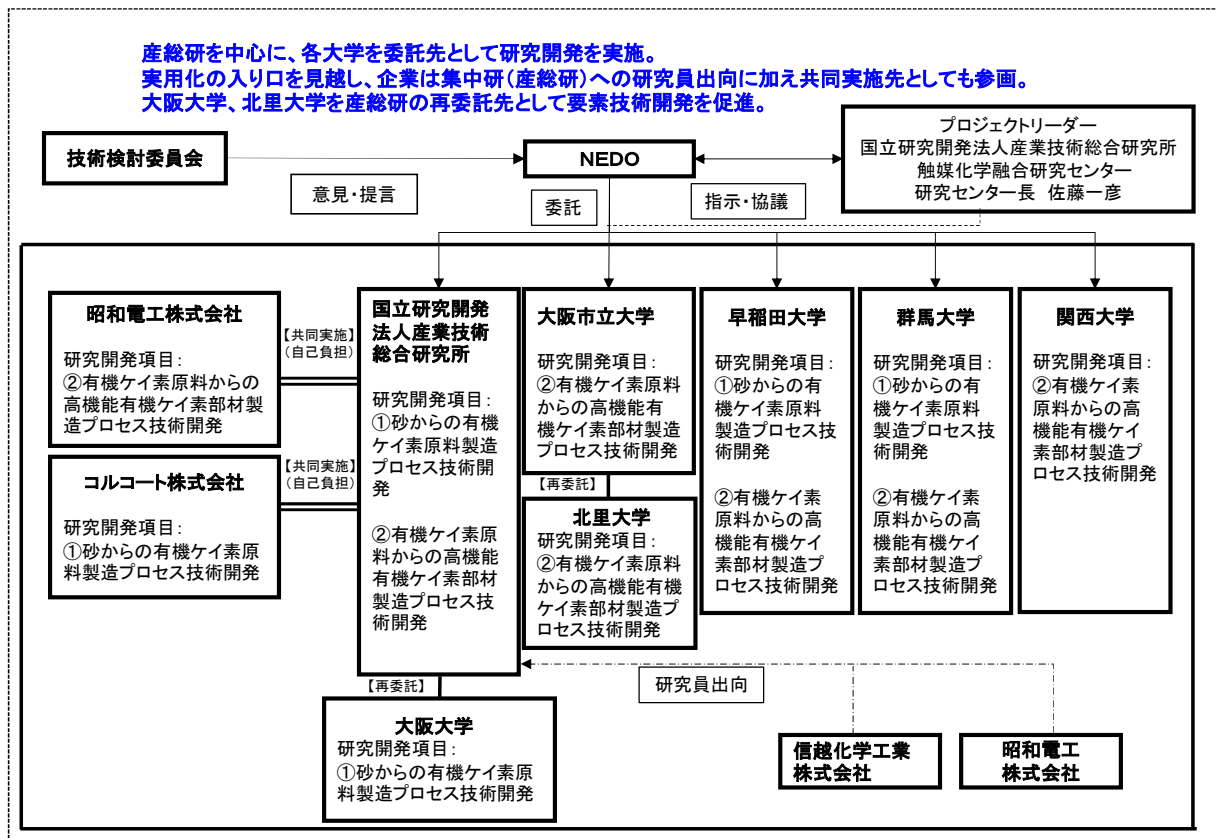 産総研を中心に、各大学を委託先として研究開発を実施。
実用化の入り口を見越し、企業は集中研（産総研）への研究員出向に加え共同実施先としても参画。
大阪大学、北里大学を産総研の再委託先として要素技術開発を促進。
技術検討委員会
意見・提言
NEDO
委託
指示・協議
プロジェクトリーダー
国立研究開発法人産業技術総合研究所
触媒化学融合研究センター
研究センター長　佐藤一彦
昭和電工株式会社
研究開発項目：
②有機ケイ素原料からの
高機能有機ケイ素部材製
造プロセス技術開発
【共同実施】
（自己負担）
コルコート株式会社
研究開発項目：
①砂からの有機ケイ素原
料製造プロセス技術開発
【共同実施】
（自己負担）
国立研究開発
法人産業技術
総合研究所
研究開発項目：
①砂からの有機
ケイ素原料製造
プロセス技術開
発
②有機ケイ素原
料からの高機能
有機ケイ素部材
製造プロセス技
術開発
【再委託】
大阪大学
研究開発項目：
①砂からの有機ケイ素原
料製造プロセス技術開発
大阪市立大学
研究開発項目：
②有機ケイ素原料
からの高機能有
機ケイ素部材製造
プロセス技術開発
【再委託】
北里大学
研究開発項目：
②有機ケイ素原料
からの高機能有機
ケイ素部材製造プ
ロセス技術開発
早稲田大学
研究開発項目：
①砂からの有
機ケイ素原料
製造プロセス技
術開発
②有機ケイ素
原料からの高
機能有機ケイ
素部材製造プ
ロセス技術開発
群馬大学
研究開発項目：
①砂からの有
機ケイ素原料
製造プロセス技
術開発
②有機ケイ素
原料からの高
機能有機ケイ
素部材製造プ
ロセス技術開発
関西大学
研究開発項目：
②有機ケイ素
原料からの高
機能有機ケイ
素部材製造プ
ロセス技術開発
研究員出向
信越化学工業
株式会社
昭和電工
株式会社